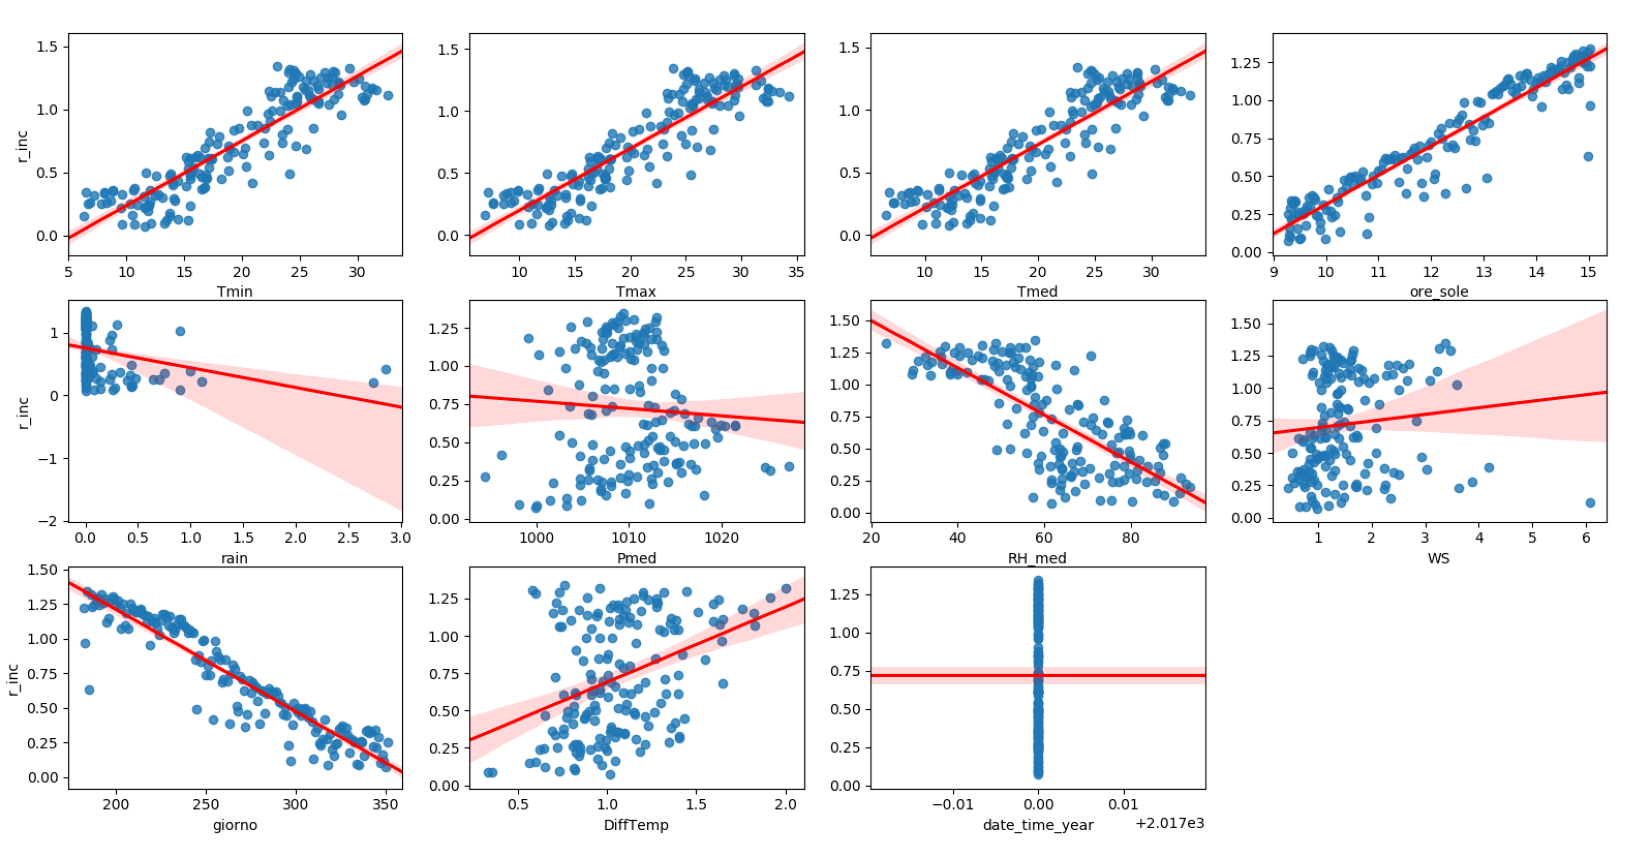 1.5
1.0
0.5
0.0
r_inc
5 10 15 20 25 30
Tmin
1.5
1.0
0.5
0.0
10 15 20 25 30 35
Tmax
1.5
1.0
0.5
0.0
10 15 20 25 30
Tmed
1.25
1.00
0.75
0.50
0.25
0.00
9 10 11 12 13 14 15
ore_sole
1
0
−1
−2
r_inc
0.0 0.5 1.0 1.5 2.0 2.5 3.0
rain
1.25
1.00
0.75
0.50
0.25
0.00
1000 1010 1020
Pmed
1.50
1.25
1.00
0.75
0.50
0.25
0.00
20 40 60 80
RH_med
1.50
1.25
1.00
0.75
0.50
0.25
0.00
1 2 3 4 5 6
WS
1.50
1.25
1.00
0.75
0.50
0.25
0.00
r_inc
200 250 300 350
giorno
1.25
1.00
0.75
0.50
0.25
0.00
0.5 1.0 1.5 2.0
DiffTemp
1.25
1.00
0.75
0.50
0.25
0.00
−0.01 0.00 0.01
date_time_year +2.017e3